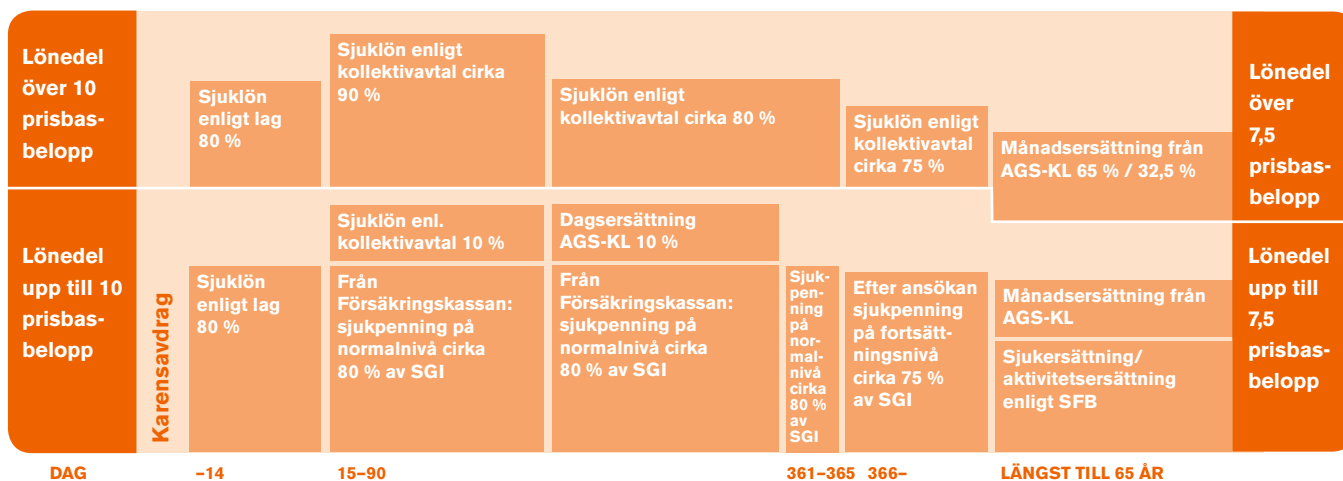 Lönedel
över 10
prisbas-
belopp
Sjuklön
enligt lag
80 %
Sjuklön enligt
kollektivavtal cirka
90 %
Sjuklön enligt
kollektivavtal cirka 80 %
Sjuklön enligt
kollektivavtal
cirka 75 %
Månadsersättning från
AGS-KL 65 % / 32,5 %
Lönedel
över
7,5
prisbas-
belopp
Lönedel
upp till 10
prisbas-
belopp
Karensavdrag
Sjuklön
enligt lag
80 %
Sjuklön enl.
kollektivavtal 10 %
Från
Försäkringskassan:
sjukpenning på
normalnivå cirka
80 % av SGI
Dagsersättning
AGS-KL 10 %
Från
Försäkringskassan:
sjukpenning på
normalnivå cirka
80 % av SGI
Sjuk-
pen-
ning
på
nor-
mal-
nivå
cirka
80 %
av
SGI
Efter ansökan
sjukpenning
på fortsätt-
ningsnivå
cirka 75 %
av SGI
Månadsersättning från
AGS-KL
Sjukersättning/
aktivitetsersättning
enligt SFB
Lönedel
upp till
7,5
prisbas-
belopp
DAG
–14
15–90
361–365
366–
LÄNGST TILL 65 ÅR